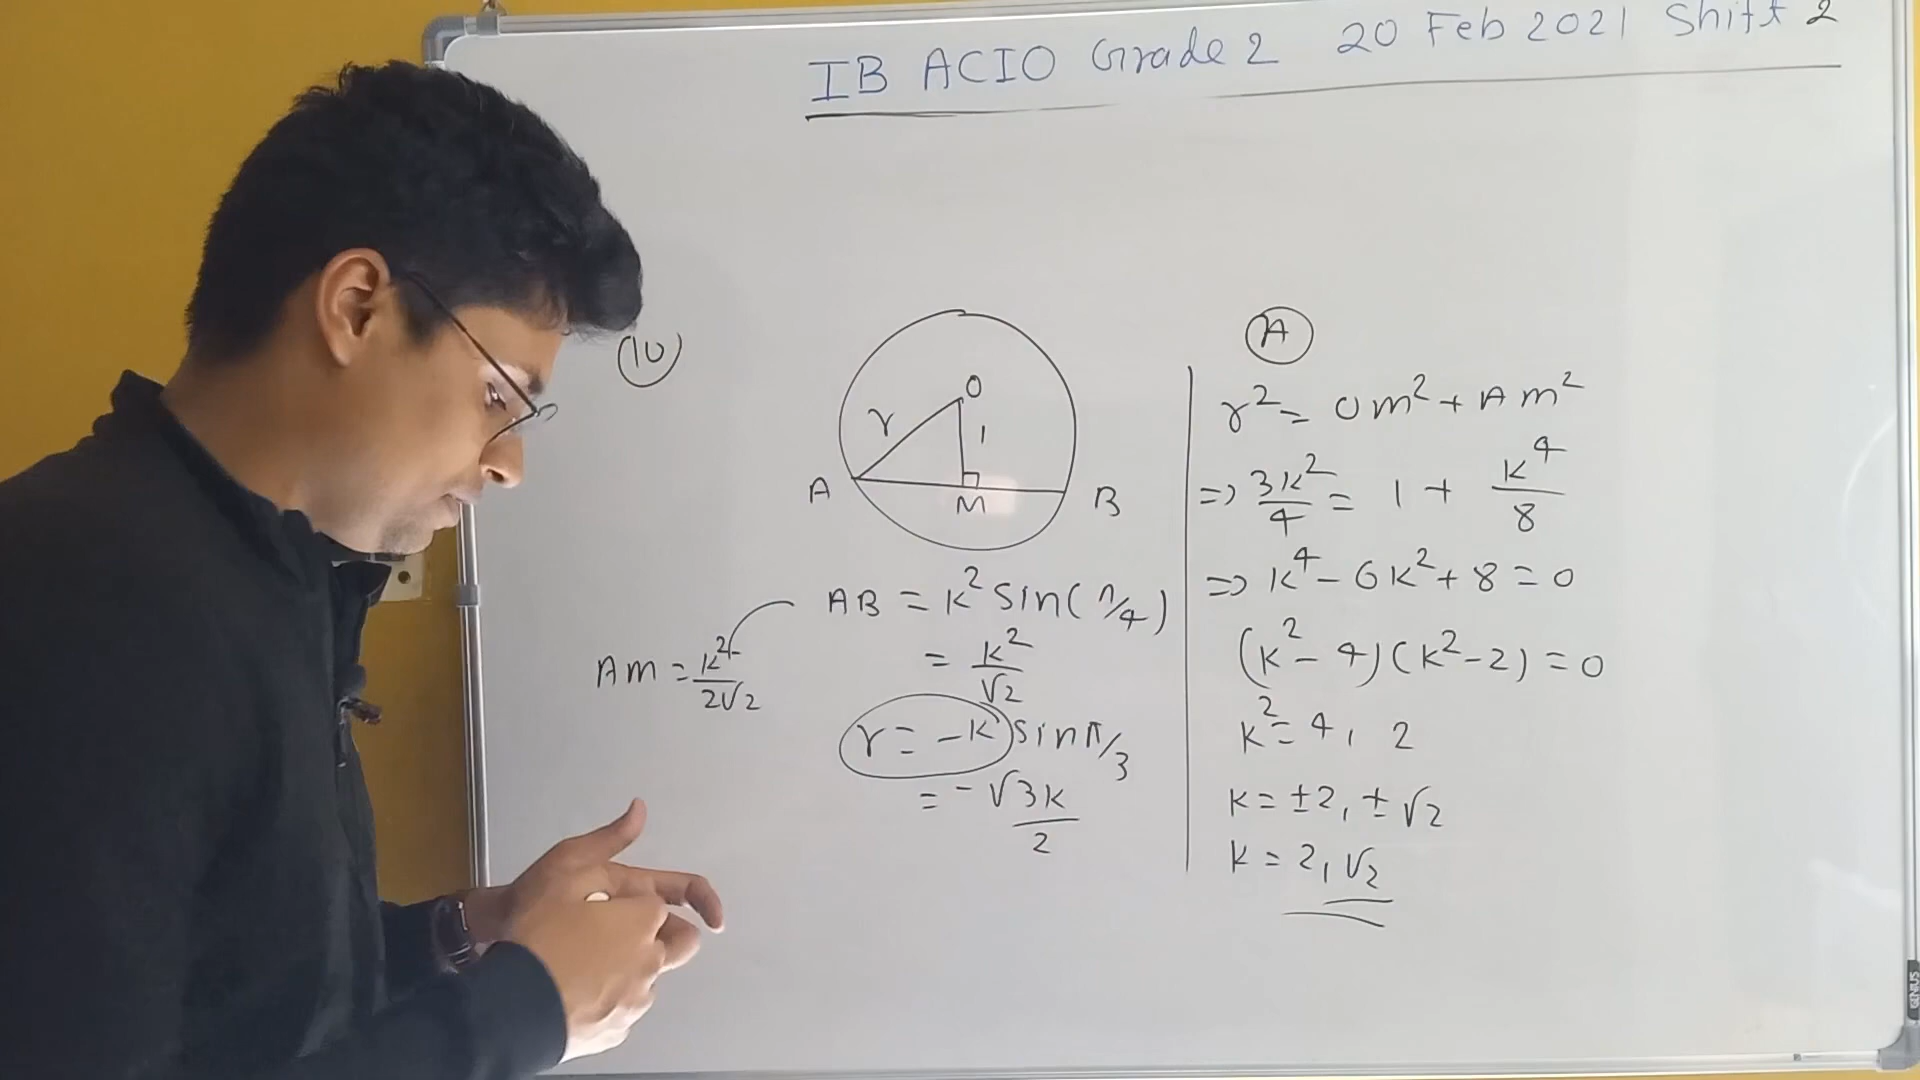 IB ACIO Grade 2 20 Feb 2021 Shift 2
10
O
r
1
A
M
B
AB = k² sin(π/4)
= k²/√2
AM = k²/2√2
r = -k sin π/3
= -√3k/2
A
r² = OM² + AM²
=> 3k²/4 = 1 + k⁴/8
=> k⁴ - 6k² + 8 = 0
(k² - 4)(k² - 2) = 0
k² = 4, 2
k = ±2, ±√2
k = 2, √2
GENIUS